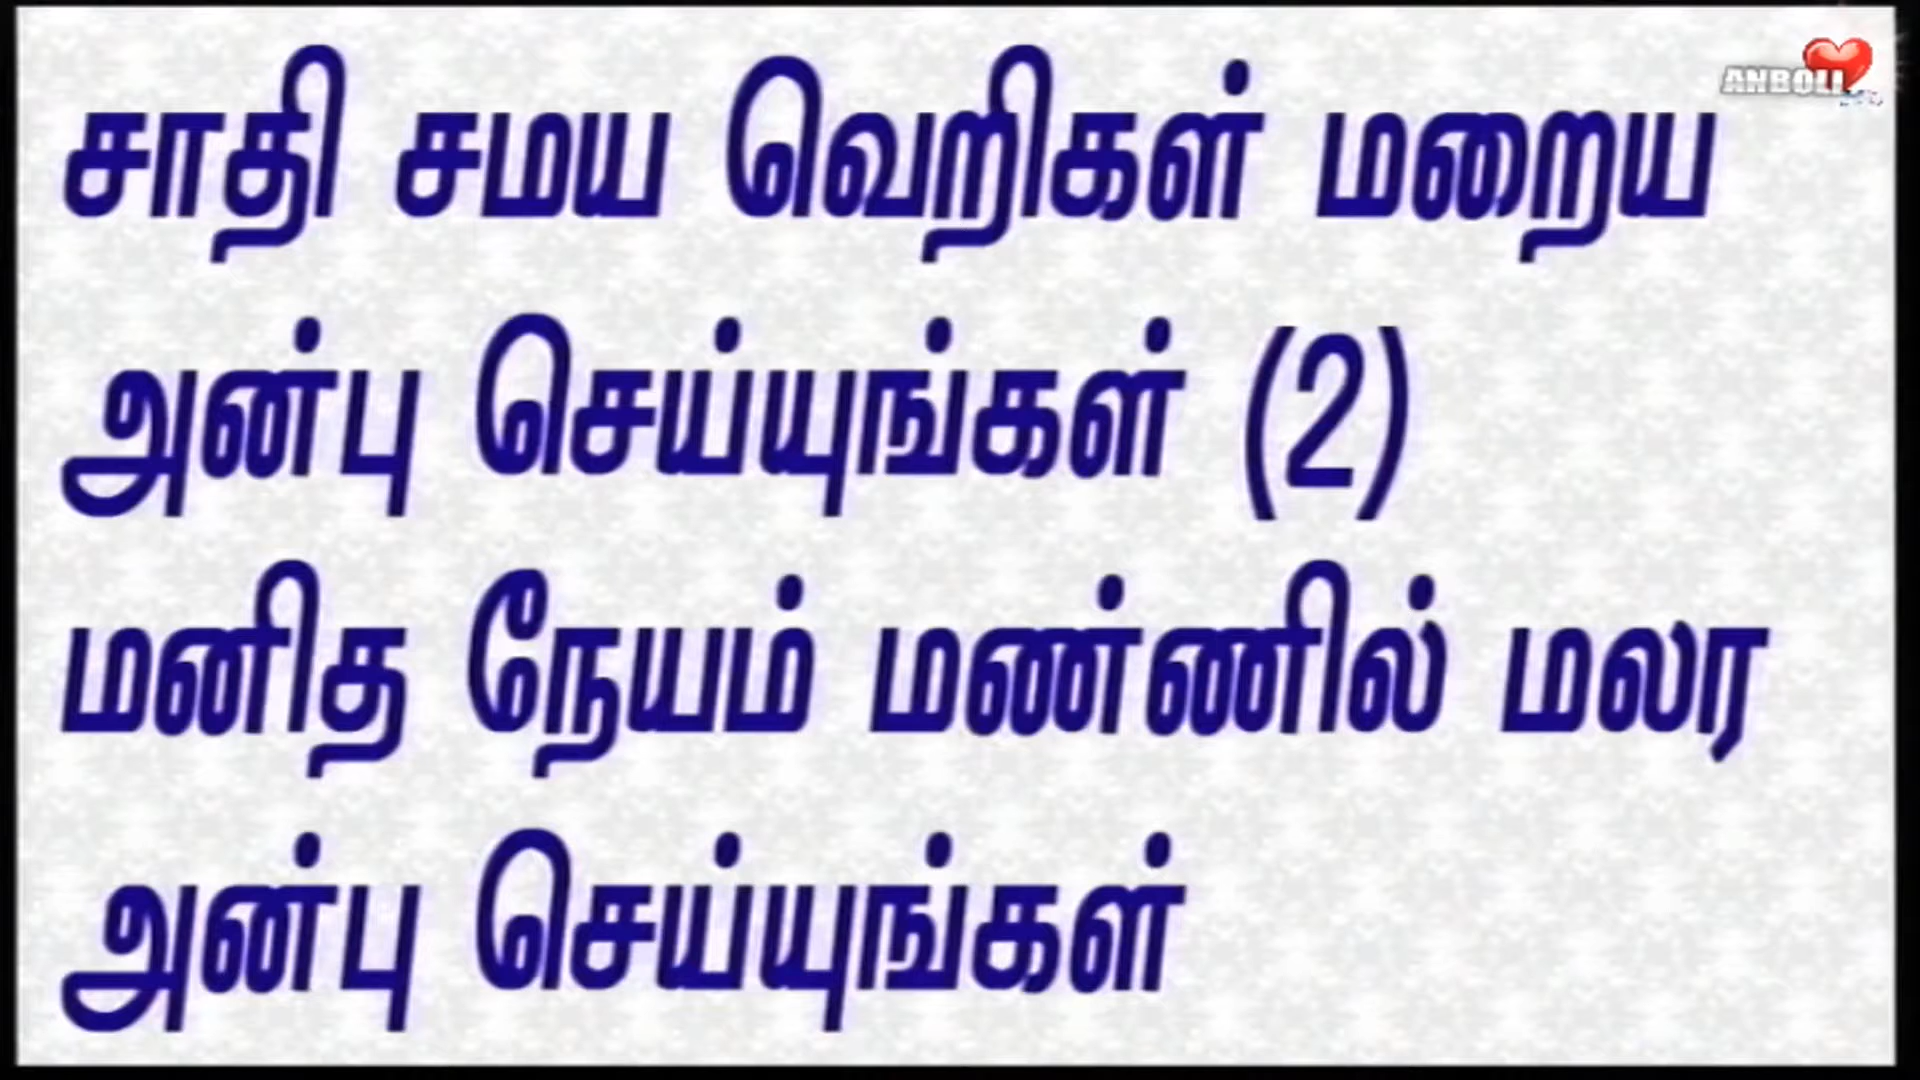 சாதி சமய வெறிகள் மறைய
அன்பு செய்யுங்கள் (2)
மனித நேயம் மண்ணில் மலர
அன்பு செய்யுங்கள்
ANBOLI